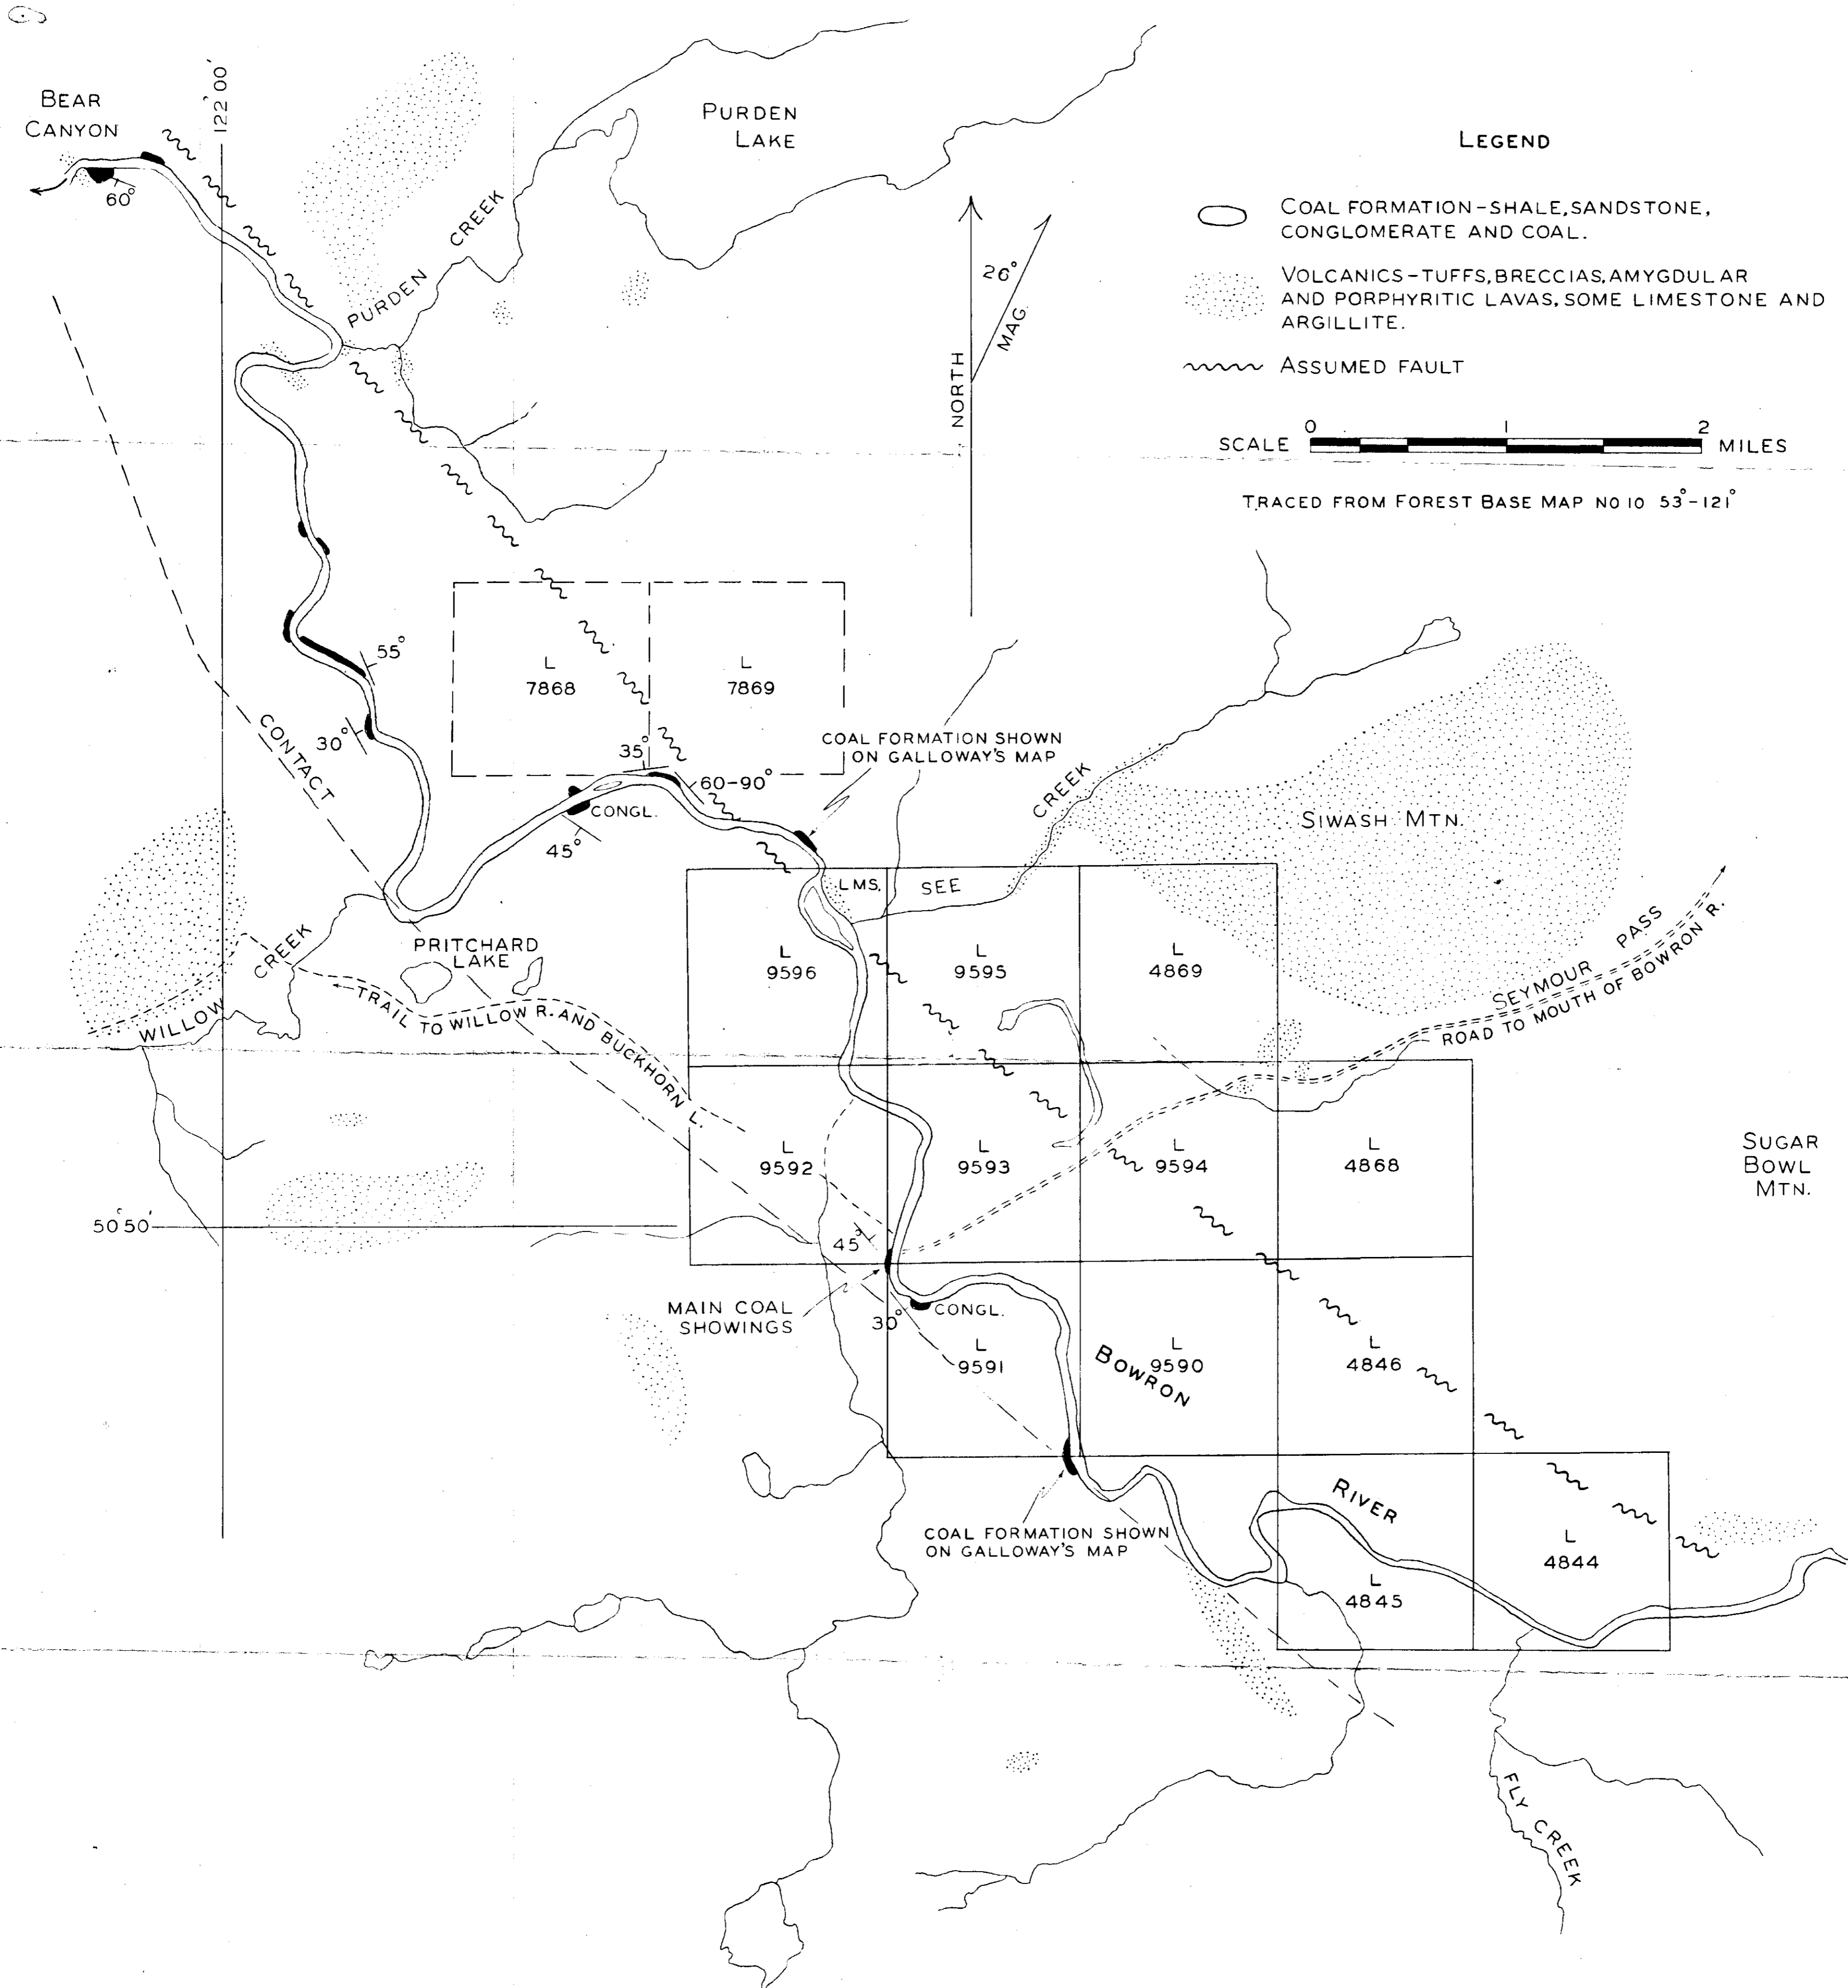 BEAR
CANYON
122° 00'
PURDEN
LAKE
LEGEND
COAL FORMATION-SHALE, SANDSTONE,
CONGLOMERATE AND COAL.
VOLCANICS-TUFFS, BRECCIAS, AMYGDULAR
AND PORPHYRITIC LAVAS, SOME LIMESTONE AND
ARGILLITE.
ASSUMED FAULT
SCALE 0 1 2 MILES
TRACED FROM FOREST BASE MAP NO 10 53°-121°
60°
PURDEN CREEK
26°
MAG.
NORTH
55°
30°
CONTACT
L
7868
L
7869
35°
60-90°
CONGL.
45°
COAL FORMATION SHOWN
ON GALLOWAY'S MAP
CREEK
SIWASH MTN.
LMS.
SEE
WILLOW CREEK
PRITCHARD
LAKE
TRAIL TO WILLOW R. AND BUCKHORN L.
L
9596
L
9595
L
4869
SEYMOUR PASS
ROAD TO MOUTH OF BOWRON R.
L
9592
L
9593
L
9594
L
4868
SUGAR
BOWL
MTN.
50°50'
45°
MAIN COAL
SHOWINGS
30°
CONGL.
L
9591
BOWRON
L
9590
L
4846
COAL FORMATION SHOWN
ON GALLOWAY'S MAP
RIVER
L
4845
L
4844
FLY CREEK